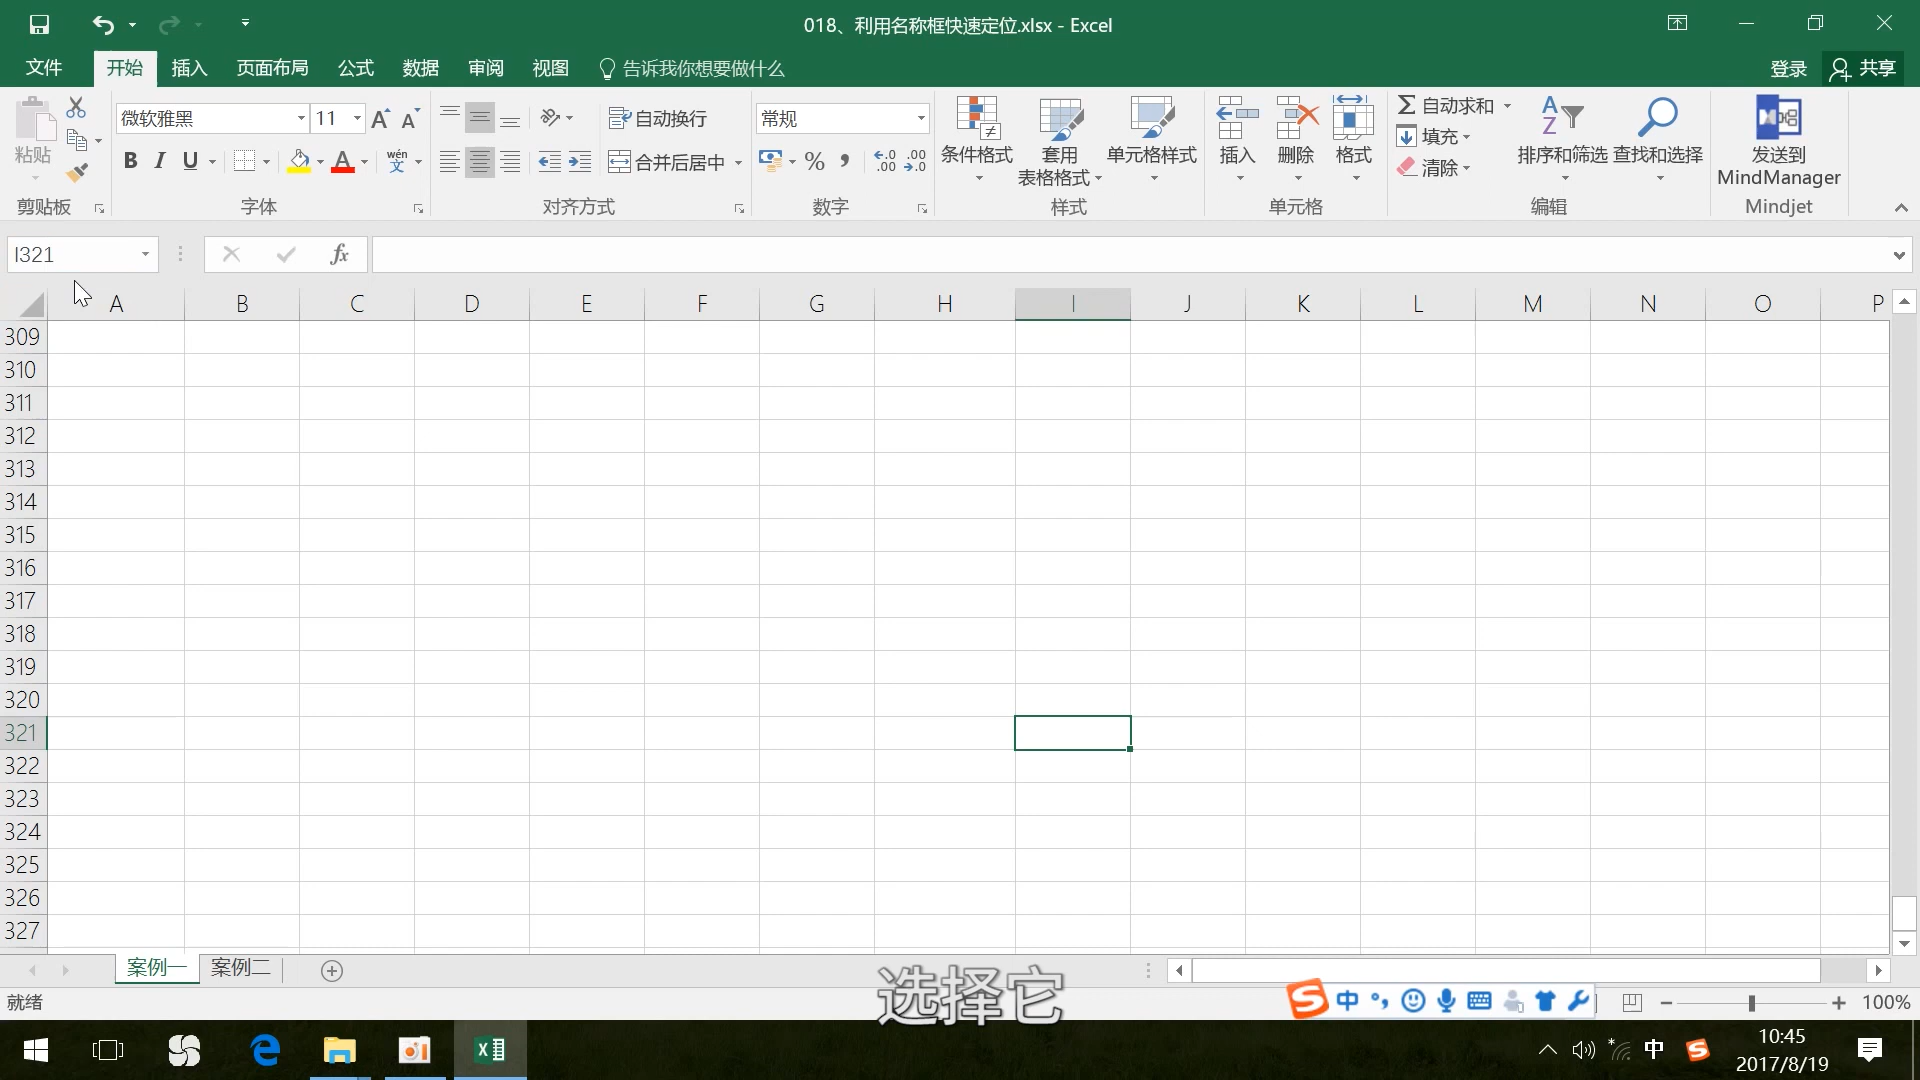 018、利用名称框快速定位.xlsx - Excel
文件 开始 插入 页面布局 公式 数据 审阅 视图 告诉我你想要做什么 登录 共享
粘贴 微软雅黑 11 自动换行 常规 条件格式 套用 表格格式 单元格样式 插入 删除 格式 自动求和 填充 清除 排序和筛选 查找和选择 发送到 MindManager
B I U wén 文 合并后居中 % , .00 .0
剪贴板 字体 对齐方式 数字 样式 单元格 编辑 Mindjet
I321 fx
A B C D E F G H I J K L M N O P
309
310
311
312
313
314
315
316
317
318
319
320
321
322
323
324
325
326
327
案例一 案例二
选择它
就绪 中 100%
中 10:45
2017/8/19